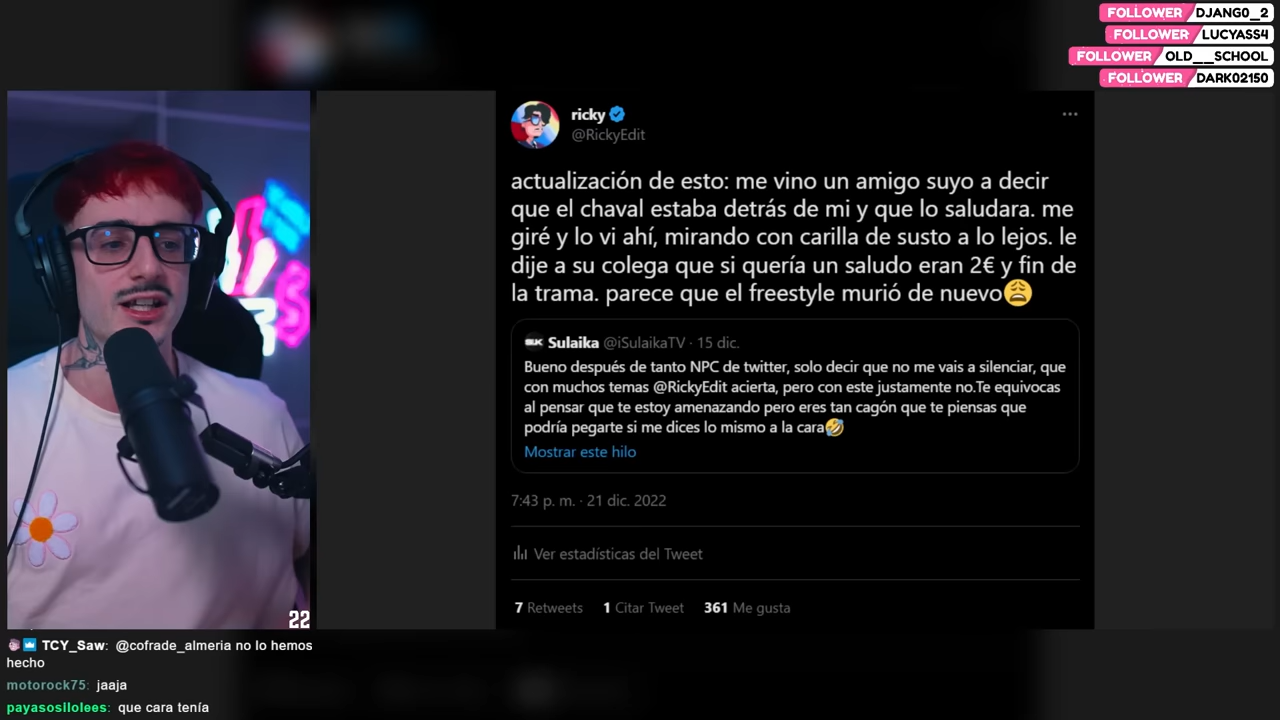 FOLLOWER DJANG0_2
FOLLOWER LUCYASS4
FOLLOWER OLD__SCHOOL
FOLLOWER DARK02150
ricky
@RickyEdit
actualización de esto: me vino un amigo suyo a decir
que el chaval estaba detrás de mi y que lo saludara. me
giré y lo vi ahí, mirando con carilla de susto a lo lejos. le
dije a su colega que si quería un saludo eran 2€ y fin de
la trama. parece que el freestyle murió de nuevo😩
Sulaika @iSulaikaTV · 15 dic.
Bueno después de tanto NPC de twitter, solo decir que no me vais a silenciar, que
con muchos temas @RickyEdit acierta, pero con este justamente no.Te equivocas
al pensar que te estoy amenazando pero eres tan cagón que te piensas que
podría pegarte si me dices lo mismo a la cara🤣
Mostrar este hilo
7:43 p. m. · 21 dic. 2022
Ver estadísticas del Tweet
7 Retweets 1 Citar Tweet 361 Me gusta
22
TCY_Saw: @cofrade_almeria no lo hemos
hecho
motorock75: jaaja
payasosilolees: que cara tenía